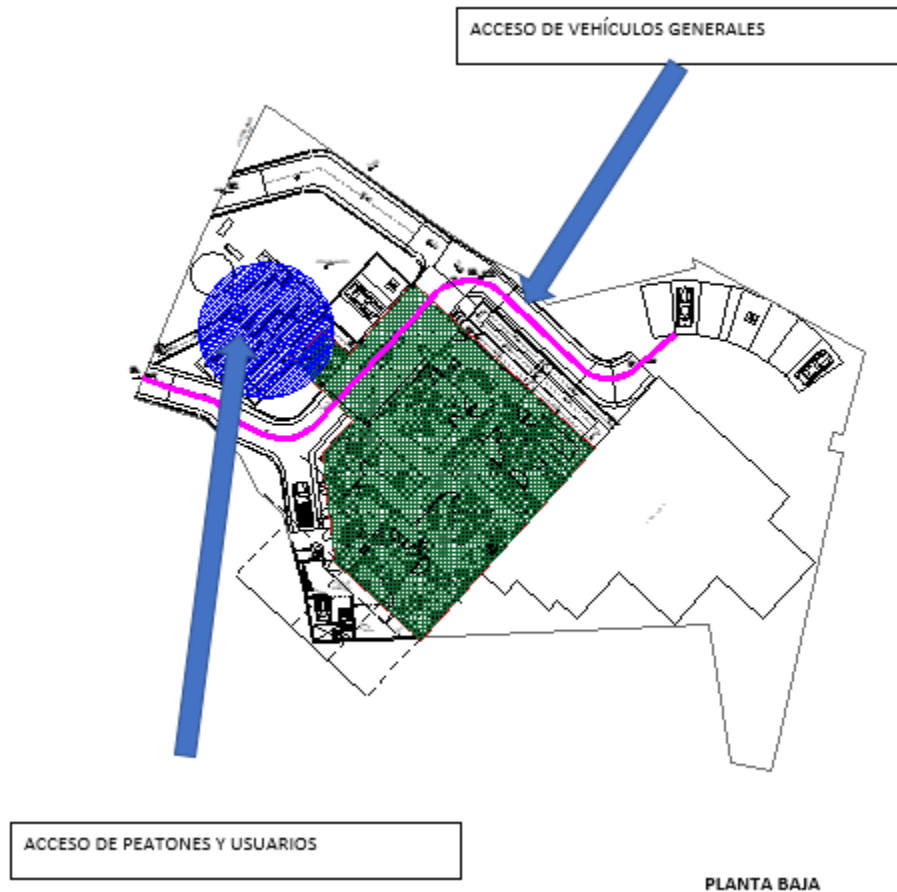 ACCESO DE VEHÍCULOS GENERALES
ACCESO DE PEATONES Y USUARIOS
PLANTA BAJA